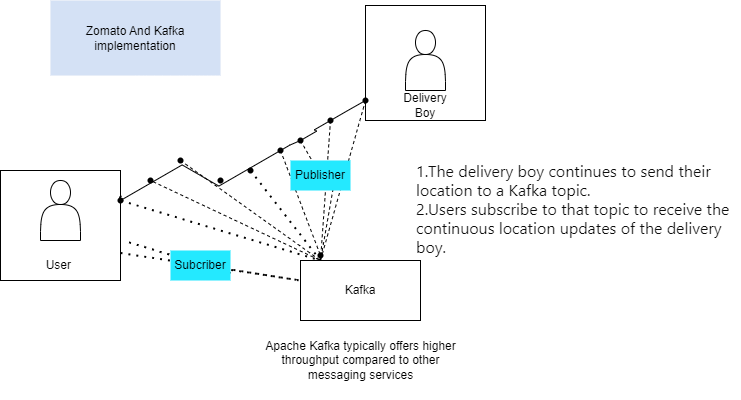 Zomato And Kafka
implementation
Delivery
Boy
Publisher
1.The delivery boy continues to send their
location to a Kafka topic.
2.Users subscribe to that topic to receive the
continuous location updates of the delivery
boy.
User
Subcriber
Kafka
Apache Kafka typically offers higher
throughput compared to other
messaging services